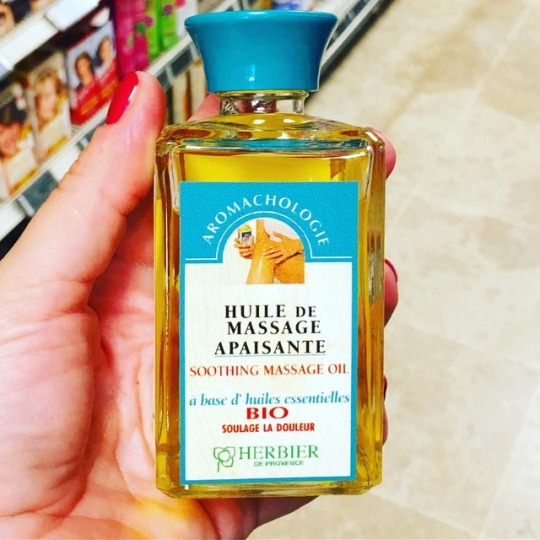 AROMACHOLOGIE
HUILE DE
MASSAGE
APAISANTE
SOOTHING MASSAGE OIL
à base d' huiles essentielles
BIO
SOULAGE LA DOULEUR
HERBIER
DE PROVENCE